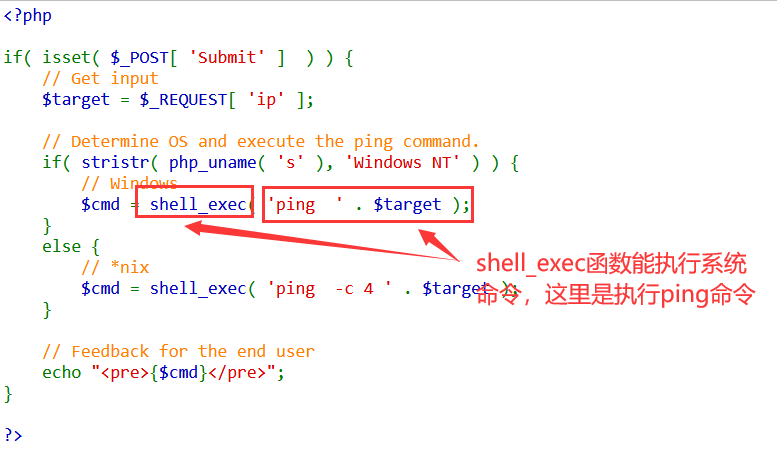 <?php
if( isset( $_POST[ 'Submit' ]  ) ) {
    // Get input
    $target = $_REQUEST[ 'ip' ];
    // Determine OS and execute the ping command.
    if( stristr( php_uname( 's' ), 'Windows NT' ) ) {
        // Windows
        $cmd = shell_exec( 'ping  ' . $target );
    }
    else {
        // *nix
        $cmd = shell_exec( 'ping  -c 4 ' . $target );
    }
shell_exec函数能执行系统
命令，这里是执行ping命令
    // Feedback for the end user
    echo "<pre>{$cmd}</pre>";
}
?>